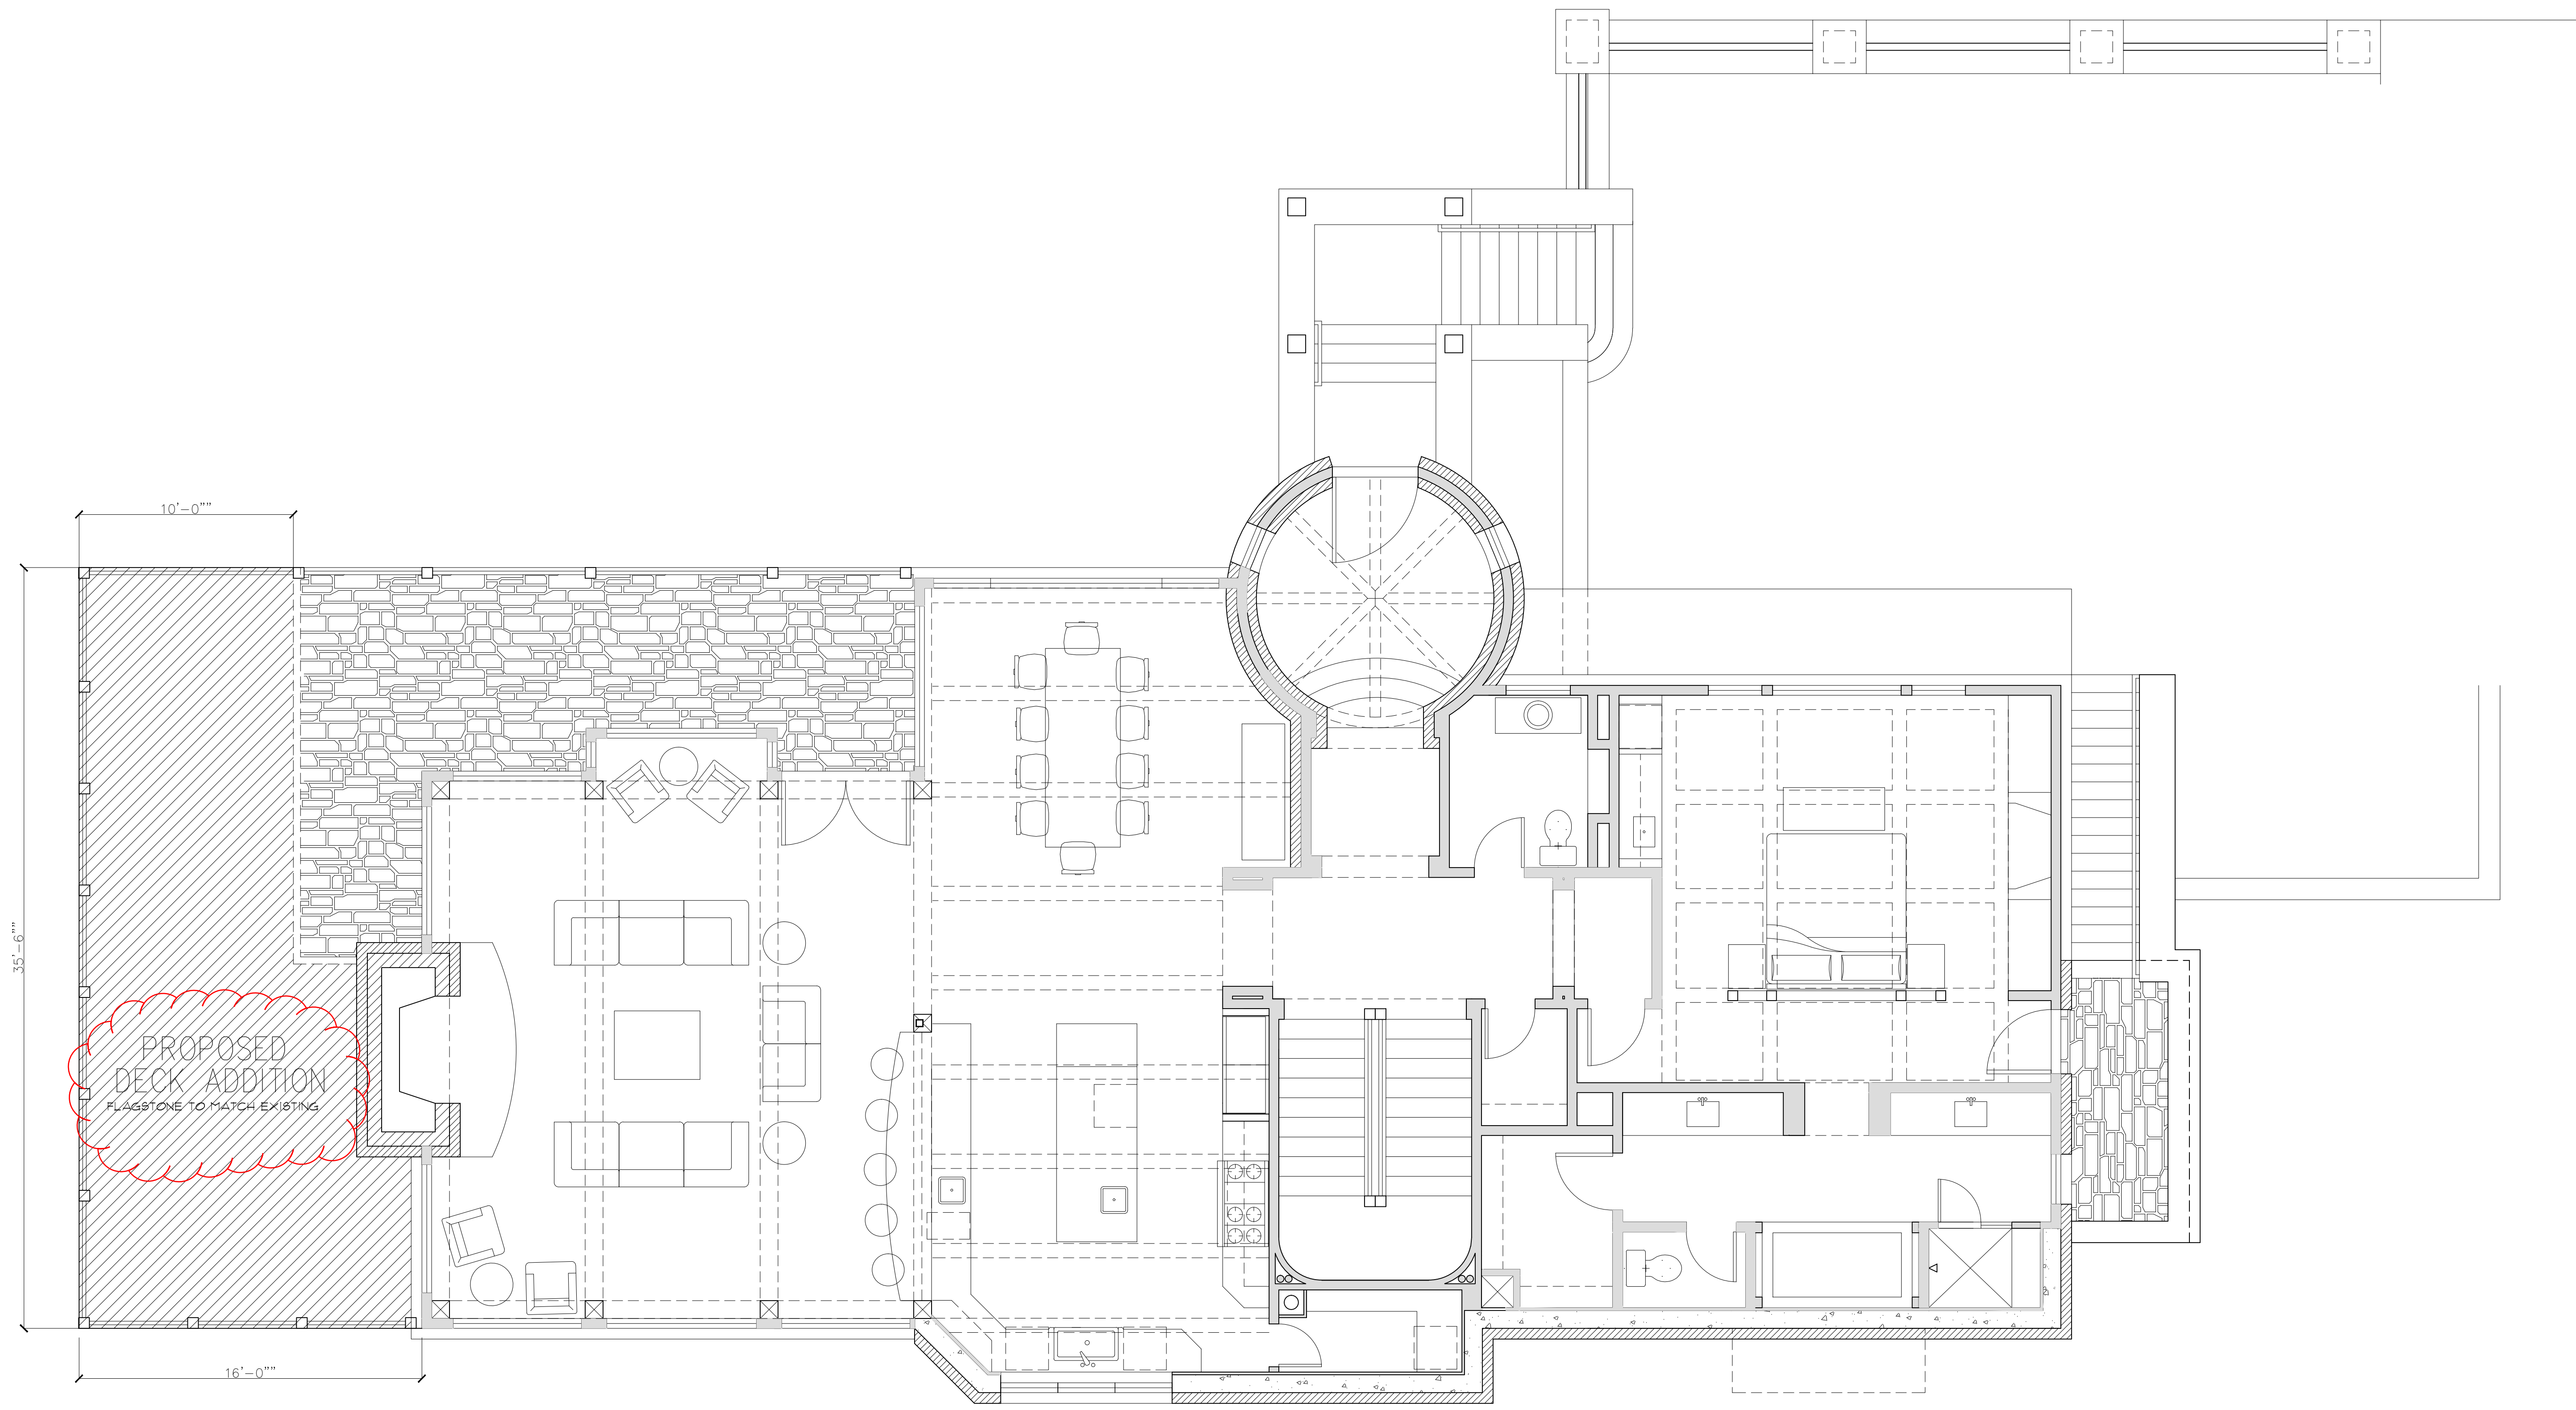 10'-0""
35'-6""
PROPOSED
DECK ADDITION
FLAGSTONE TO MATCH EXISTING
16'-0""